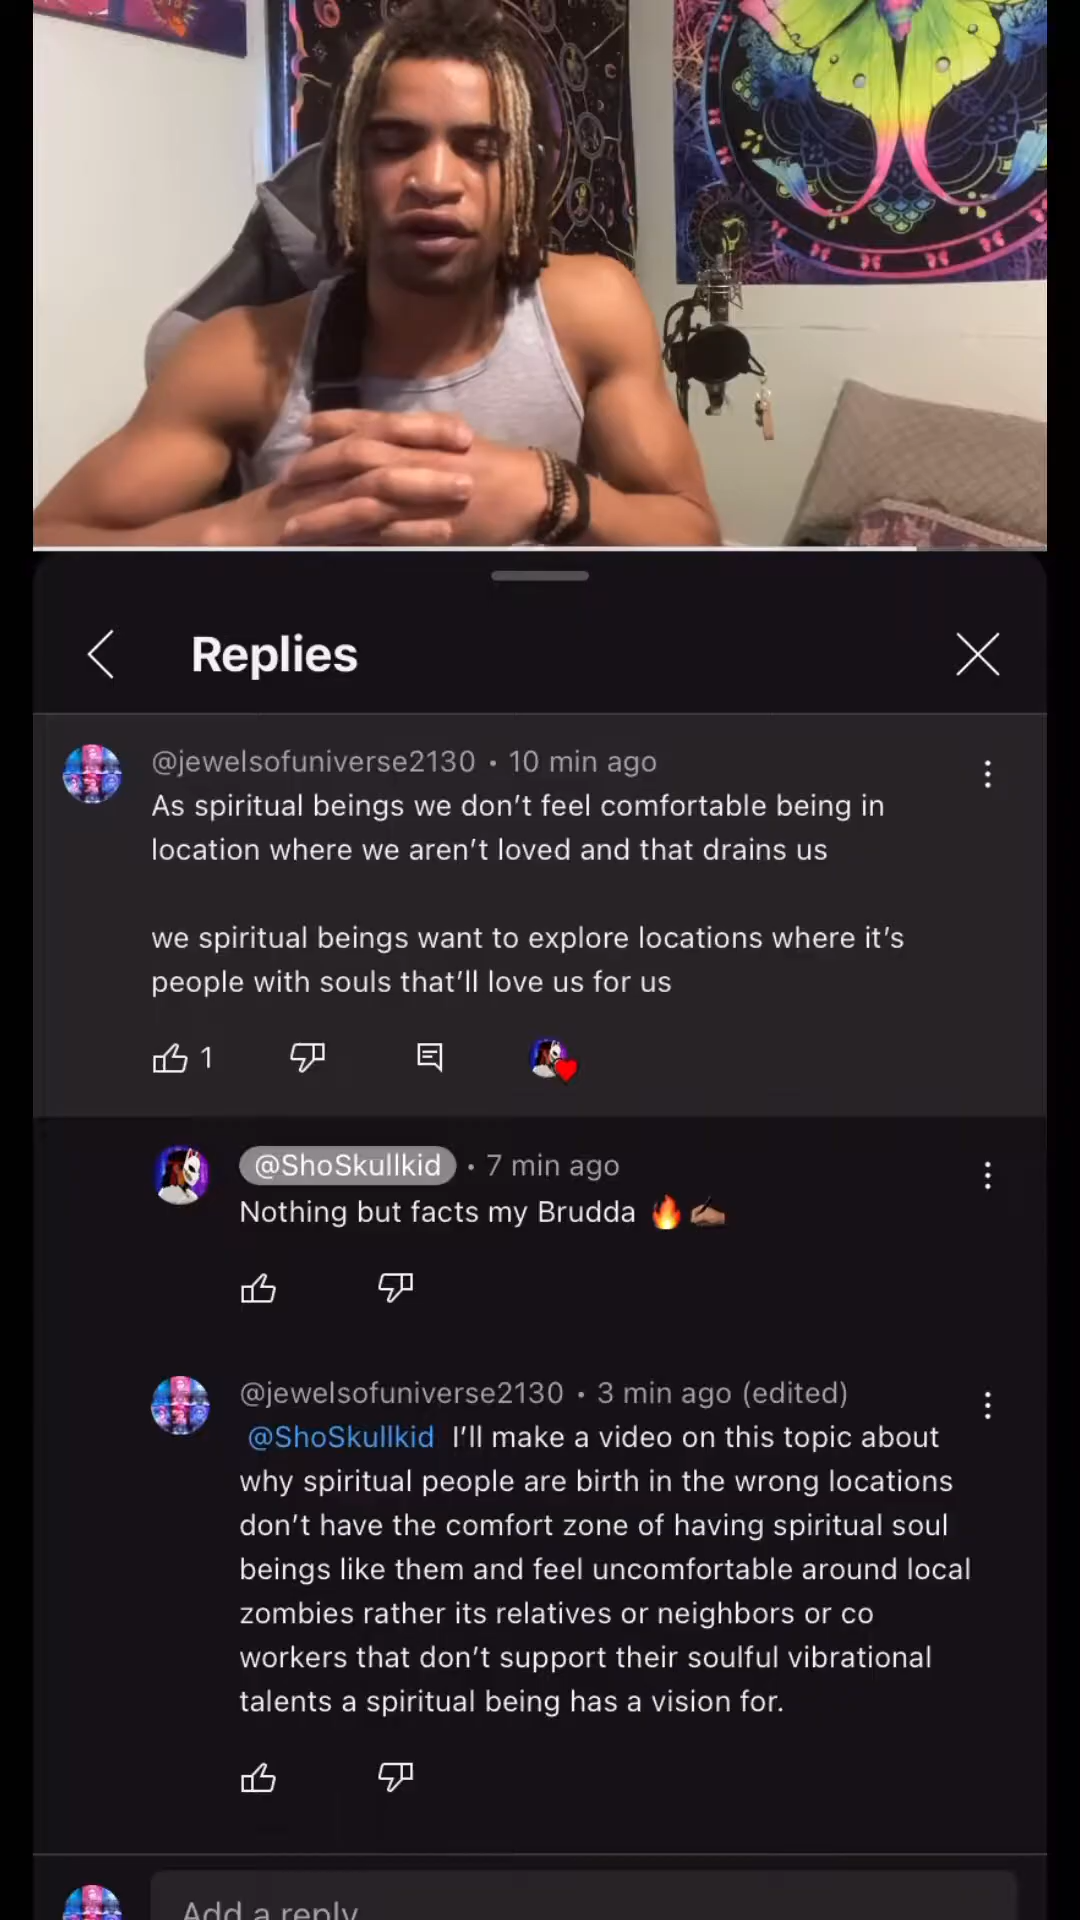 Replies
@jewelsofuniverse2130 • 10 min ago
As spiritual beings we don’t feel comfortable being in
location where we aren’t loved and that drains us
we spiritual beings want to explore locations where it’s
people with souls that’ll love us for us
1
@ShoSkullkid • 7 min ago
Nothing but facts my Brudda 🔥✍🏽
@jewelsofuniverse2130 • 3 min ago (edited)
@ShoSkullkid I’ll make a video on this topic about
why spiritual people are birth in the wrong locations
don’t have the comfort zone of having spiritual soul
beings like them and feel uncomfortable around local
zombies rather its relatives or neighbors or co
workers that don’t support their soulful vibrational
talents a spiritual being has a vision for.
Add a reply